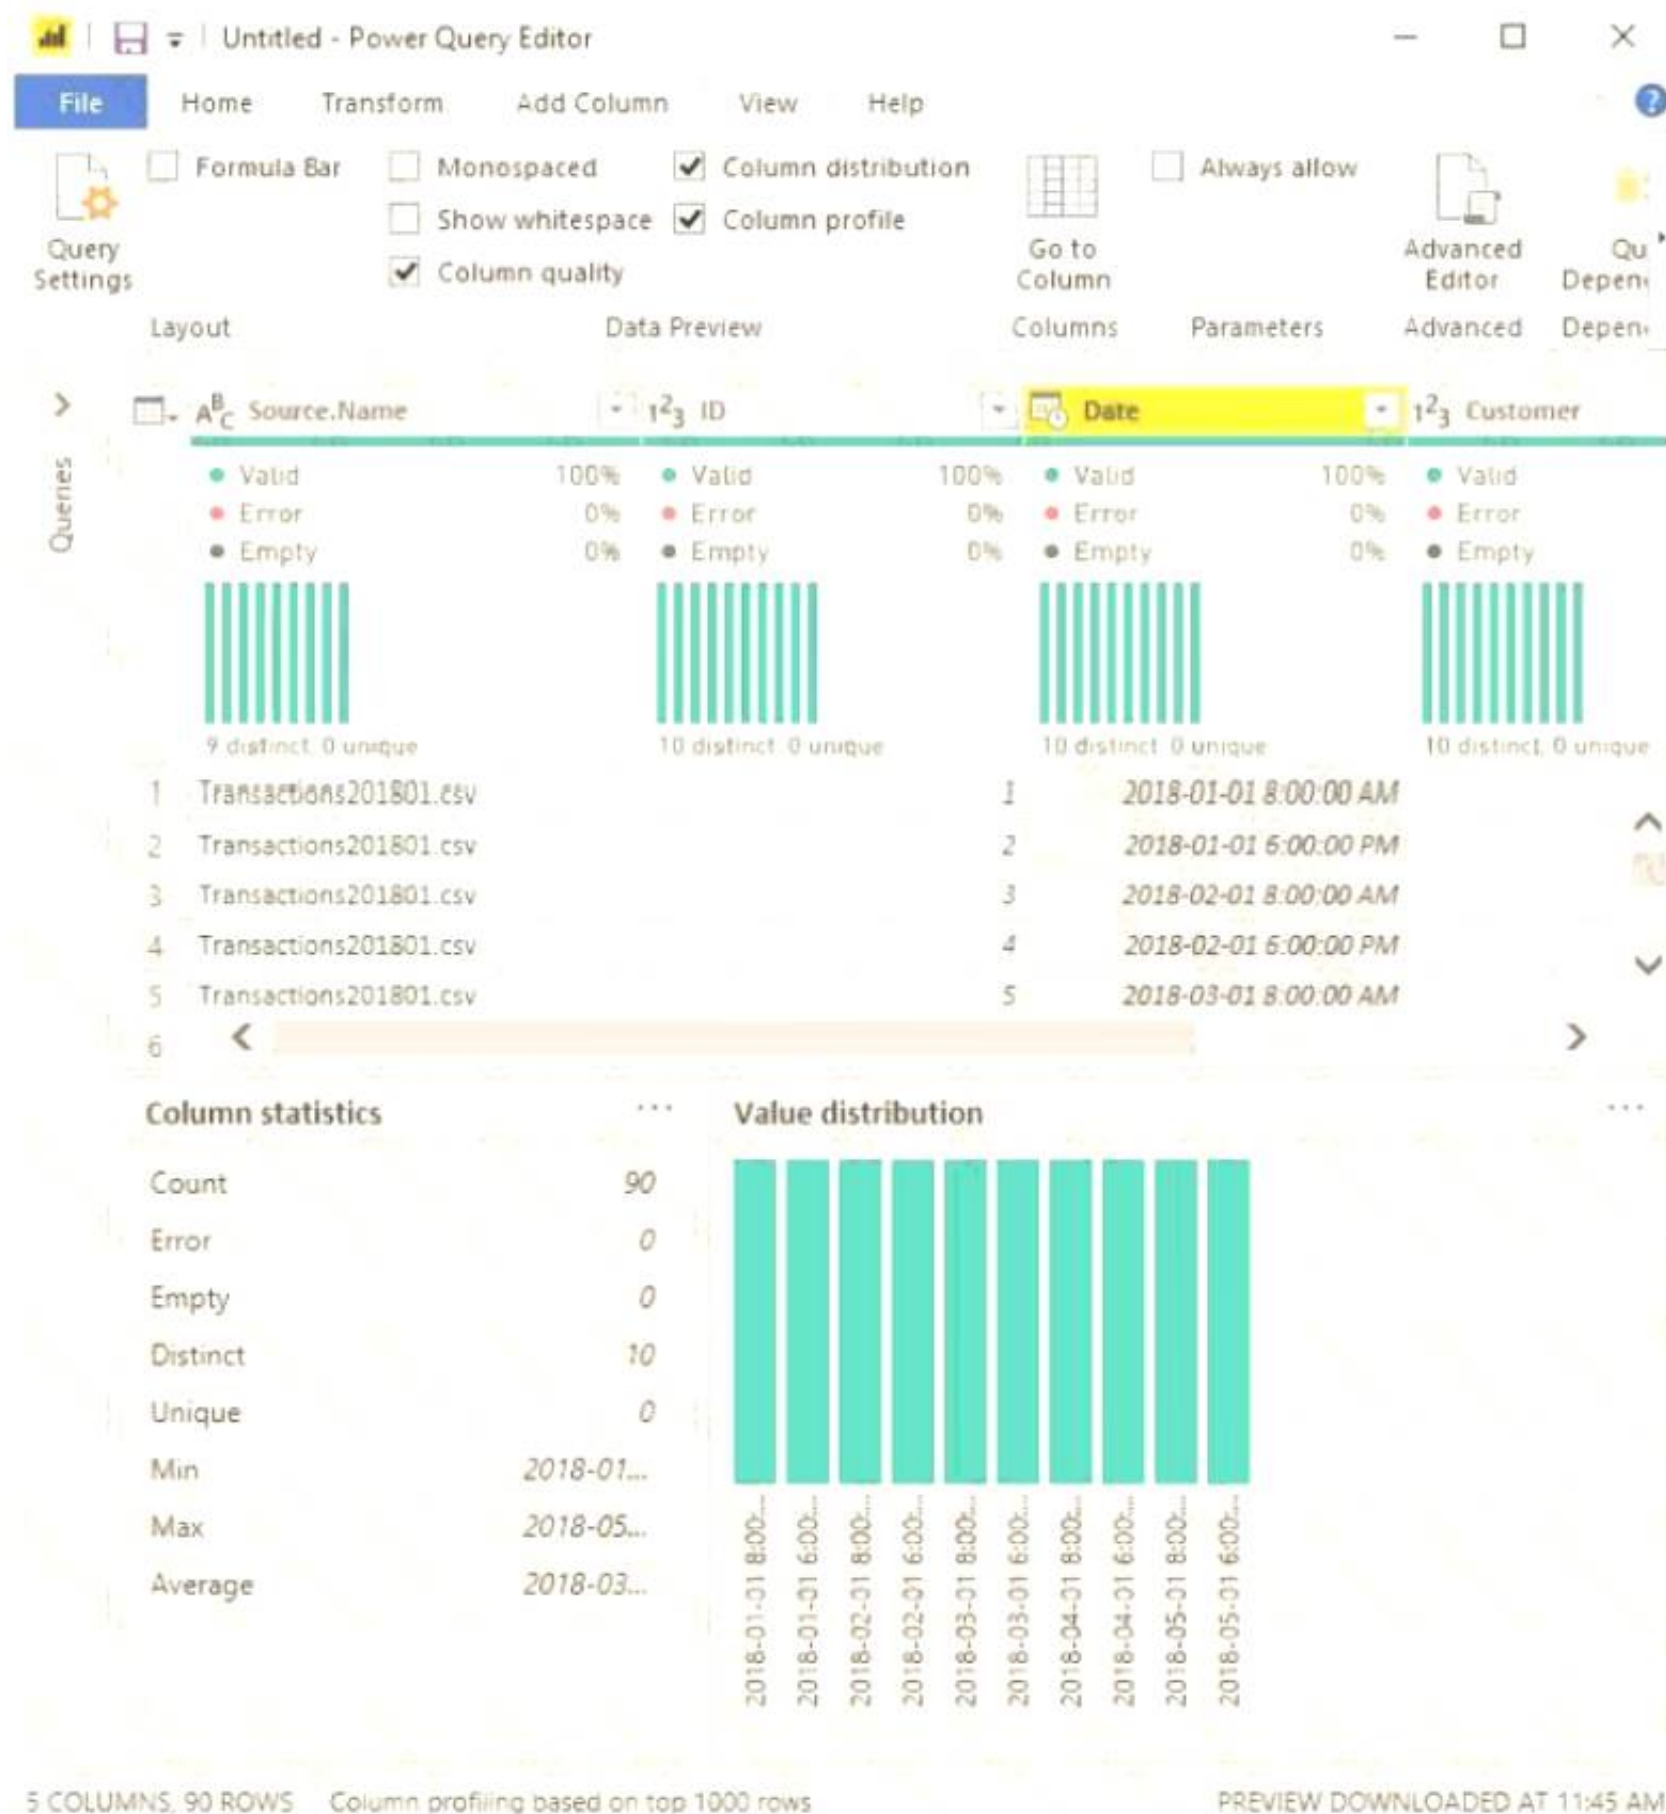 Untitled - Power Query Editor
File Home Transform Add Column View Help
Formula Bar Monospaced Column distribution Always allow
Show whitespace Column profile
Query Settings Column quality Go to Column Advanced Editor Qu Depen
Layout Data Preview Columns Parameters Advanced Depen
Queries
ABC Source.Name 123 ID Date 123 Customer
Valid 100% Valid 100% Valid 100% Valid
Error 0% Error 0% Error 0% Error
Empty 0% Empty 0% Empty 0% Empty
9 distinct, 0 unique 10 distinct, 0 unique 10 distinct, 0 unique 10 distinct, 0 unique
1 Transactions201801.csv 1 2018-01-01 8:00:00 AM
2 Transactions201801.csv 2 2018-01-01 6:00:00 PM
3 Transactions201801.csv 3 2018-02-01 8:00:00 AM
4 Transactions201801.csv 4 2018-02-01 6:00:00 PM
5 Transactions201801.csv 5 2018-03-01 8:00:00 AM
6
Column statistics ... Value distribution ...
Count 90
Error 0
Empty 0
Distinct 10
Unique 0
Min 2018-01...
Max 2018-05...
Average 2018-03...
2018-01-01 8:00:...
2018-01-01 6:00:...
2018-02-01 8:00:...
2018-02-01 6:00:...
2018-03-01 8:00:...
2018-03-01 6:00:...
2018-04-01 8:00:...
2018-04-01 6:00:...
2018-05-01 8:00:...
2018-05-01 6:00:...
5 COLUMNS, 90 ROWS Column profiling based on top 1000 rows PREVIEW DOWNLOADED AT 11:45 AM